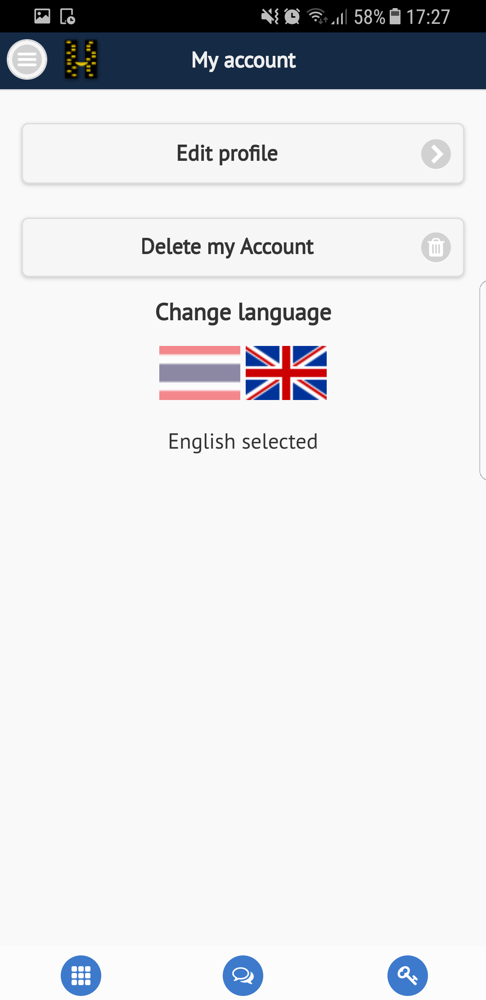 58% 17:27
My account
Edit profile
Delete my Account
Change language
English selected